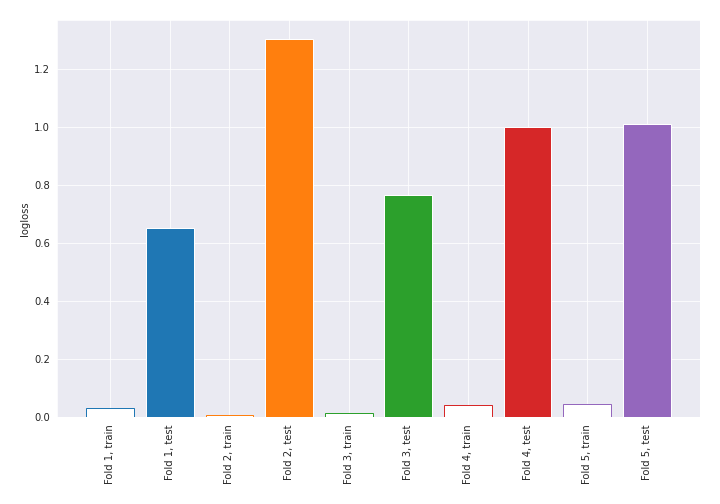 logloss
1.2
1.0
0.8
0.6
0.4
0.2
0.0
Fold 1, train
Fold 1, test
Fold 2, train
Fold 2, test
Fold 3, train
Fold 3, test
Fold 4, train
Fold 4, test
Fold 5, train
Fold 5, test